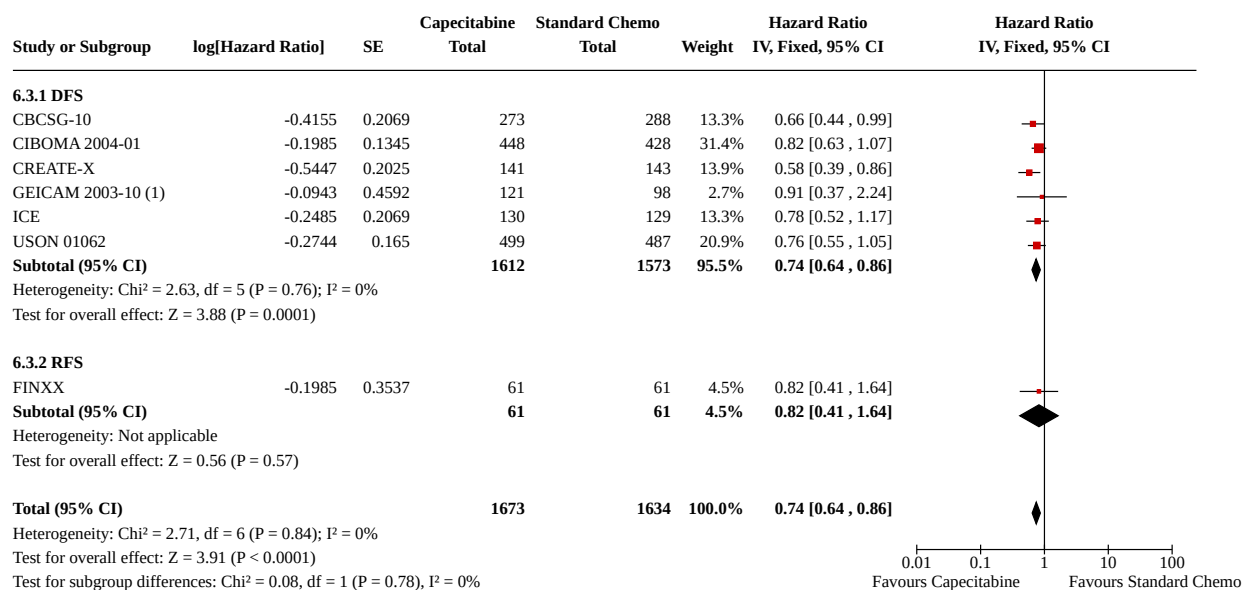 Capecitabine Standard Chemo Hazard Ratio Hazard Ratio
Study or Subgroup log[Hazard Ratio] SE Total Total Weight IV, Fixed, 95% CI IV, Fixed, 95% CI
6.3.1 DFS
CBCSG-10 -0.4155 0.2069 273 288 13.3% 0.66 [0.44 , 0.99]
CIBOMA 2004-01 -0.1985 0.1345 448 428 31.4% 0.82 [0.63 , 1.07]
CREATE-X -0.5447 0.2025 141 143 13.9% 0.58 [0.39 , 0.86]
GEICAM 2003-10 (1) -0.0943 0.4592 121 98 2.7% 0.91 [0.37 , 2.24]
ICE -0.2485 0.2069 130 129 13.3% 0.78 [0.52 , 1.17]
USON 01062 -0.2744 0.165 499 487 20.9% 0.76 [0.55 , 1.05]
Subtotal (95% CI) 1612 1573 95.5% 0.74 [0.64 , 0.86]
Heterogeneity: Chi² = 2.63, df = 5 (P = 0.76); I² = 0%
Test for overall effect: Z = 3.88 (P = 0.0001)
6.3.2 RFS
FINXX -0.1985 0.3537 61 61 4.5% 0.82 [0.41 , 1.64]
Subtotal (95% CI) 61 61 4.5% 0.82 [0.41 , 1.64]
Heterogeneity: Not applicable
Test for overall effect: Z = 0.56 (P = 0.57)
Total (95% CI) 1673 1634 100.0% 0.74 [0.64 , 0.86]
Heterogeneity: Chi² = 2.71, df = 6 (P = 0.84); I² = 0%
Test for overall effect: Z = 3.91 (P < 0.0001)
0.01 0.1 1 10 100
Test for subgroup differences: Chi² = 0.08, df = 1 (P = 0.78), I² = 0% Favours Capecitabine Favours Standard Chemo